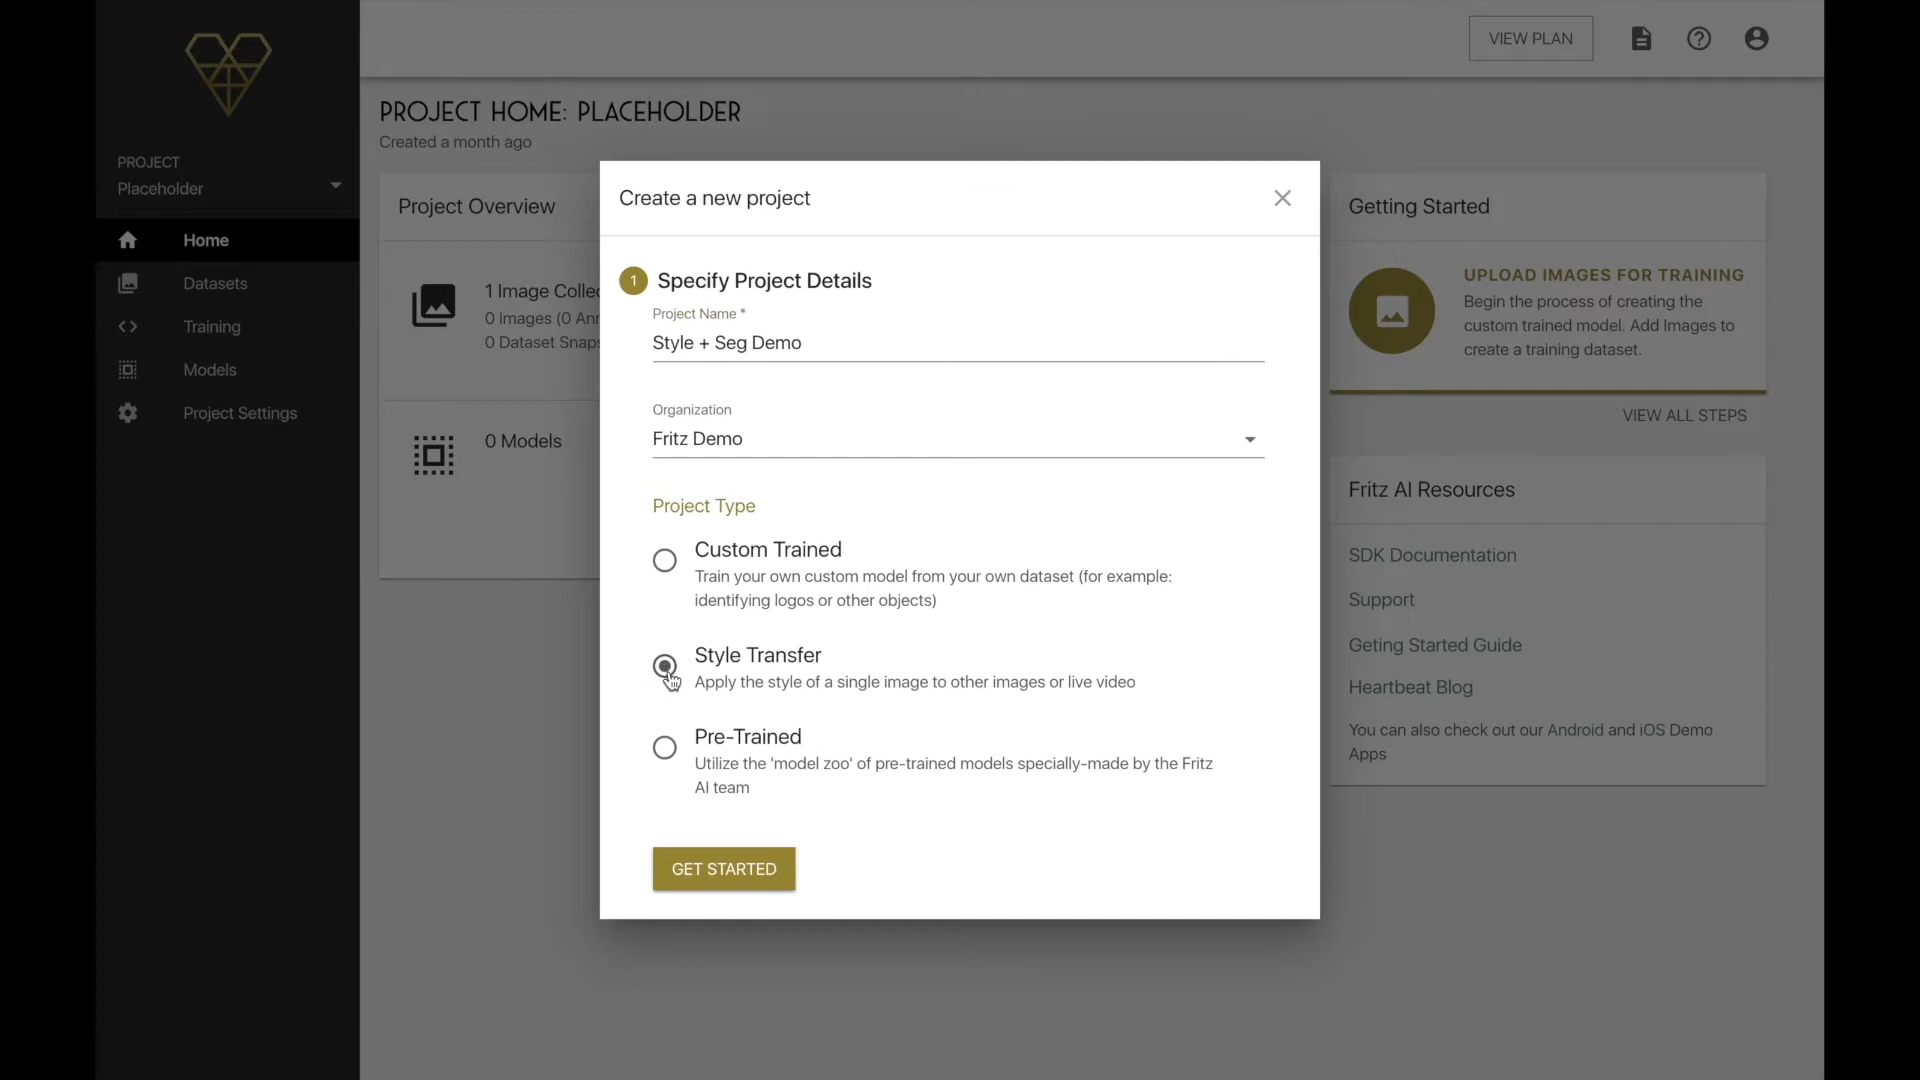 VIEW PLAN
PROJECT HOME: PLACEHOLDER
Created a month ago
PROJECT
Placeholder
Home
Datasets
Training
Models
Project Settings
Project Overview
1 Image
0 Images (0
0 Dataset
0 Models
Create a new project
1 Specify Project Details
Project Name *
Style + Seg Demo
Organization
Fritz Demo
Project Type
Custom Trained
Train your own custom model from your own dataset (for example:
identifying logos or other objects)
Style Transfer
Apply the style of a single image to other images or live video
Pre-Trained
Utilize the 'model zoo' of pre-trained models specially-made by the Fritz
AI team
GET STARTED
Getting Started
UPLOAD IMAGES FOR TRAINING
Begin the process of creating the
custom trained model. Add Images to
create a training dataset.
VIEW ALL STEPS
Fritz AI Resources
SDK Documentation
Support
Geting Started Guide
Heartbeat Blog
You can also check out our Android and iOS Demo
Apps